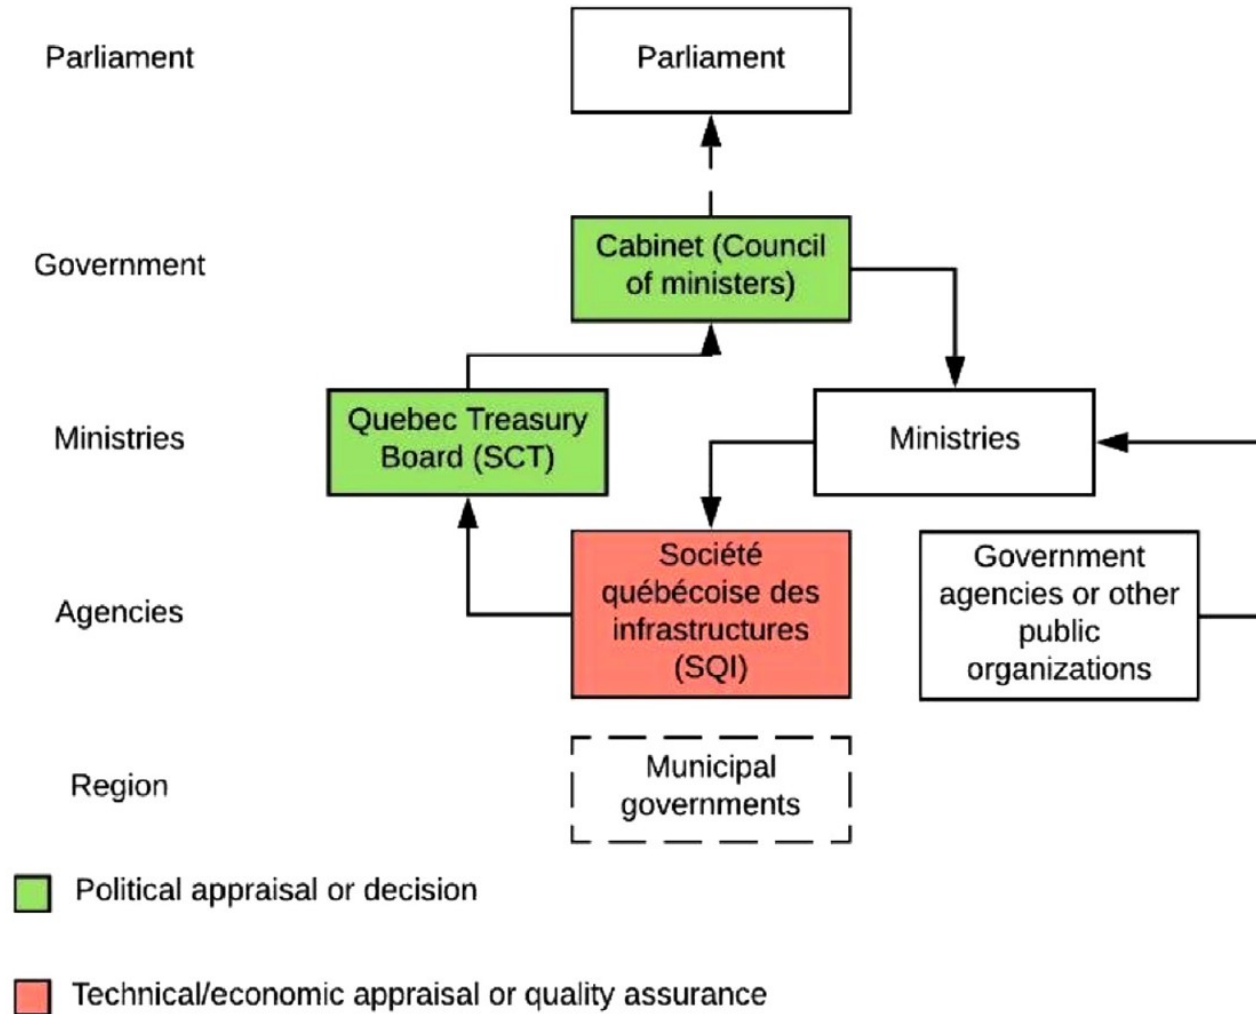 Parliament
Parliament
Government
Cabinet (Council
of ministers)
Ministries
Quebec Treasury
Board (SCT)
Ministries
Agencies
Société
québécoise des
infrastructures
(SQI)
Government
agencies or other
public
organizations
Region
Municipal
governments
Political appraisal or decision
Technical/economic appraisal or quality assurance